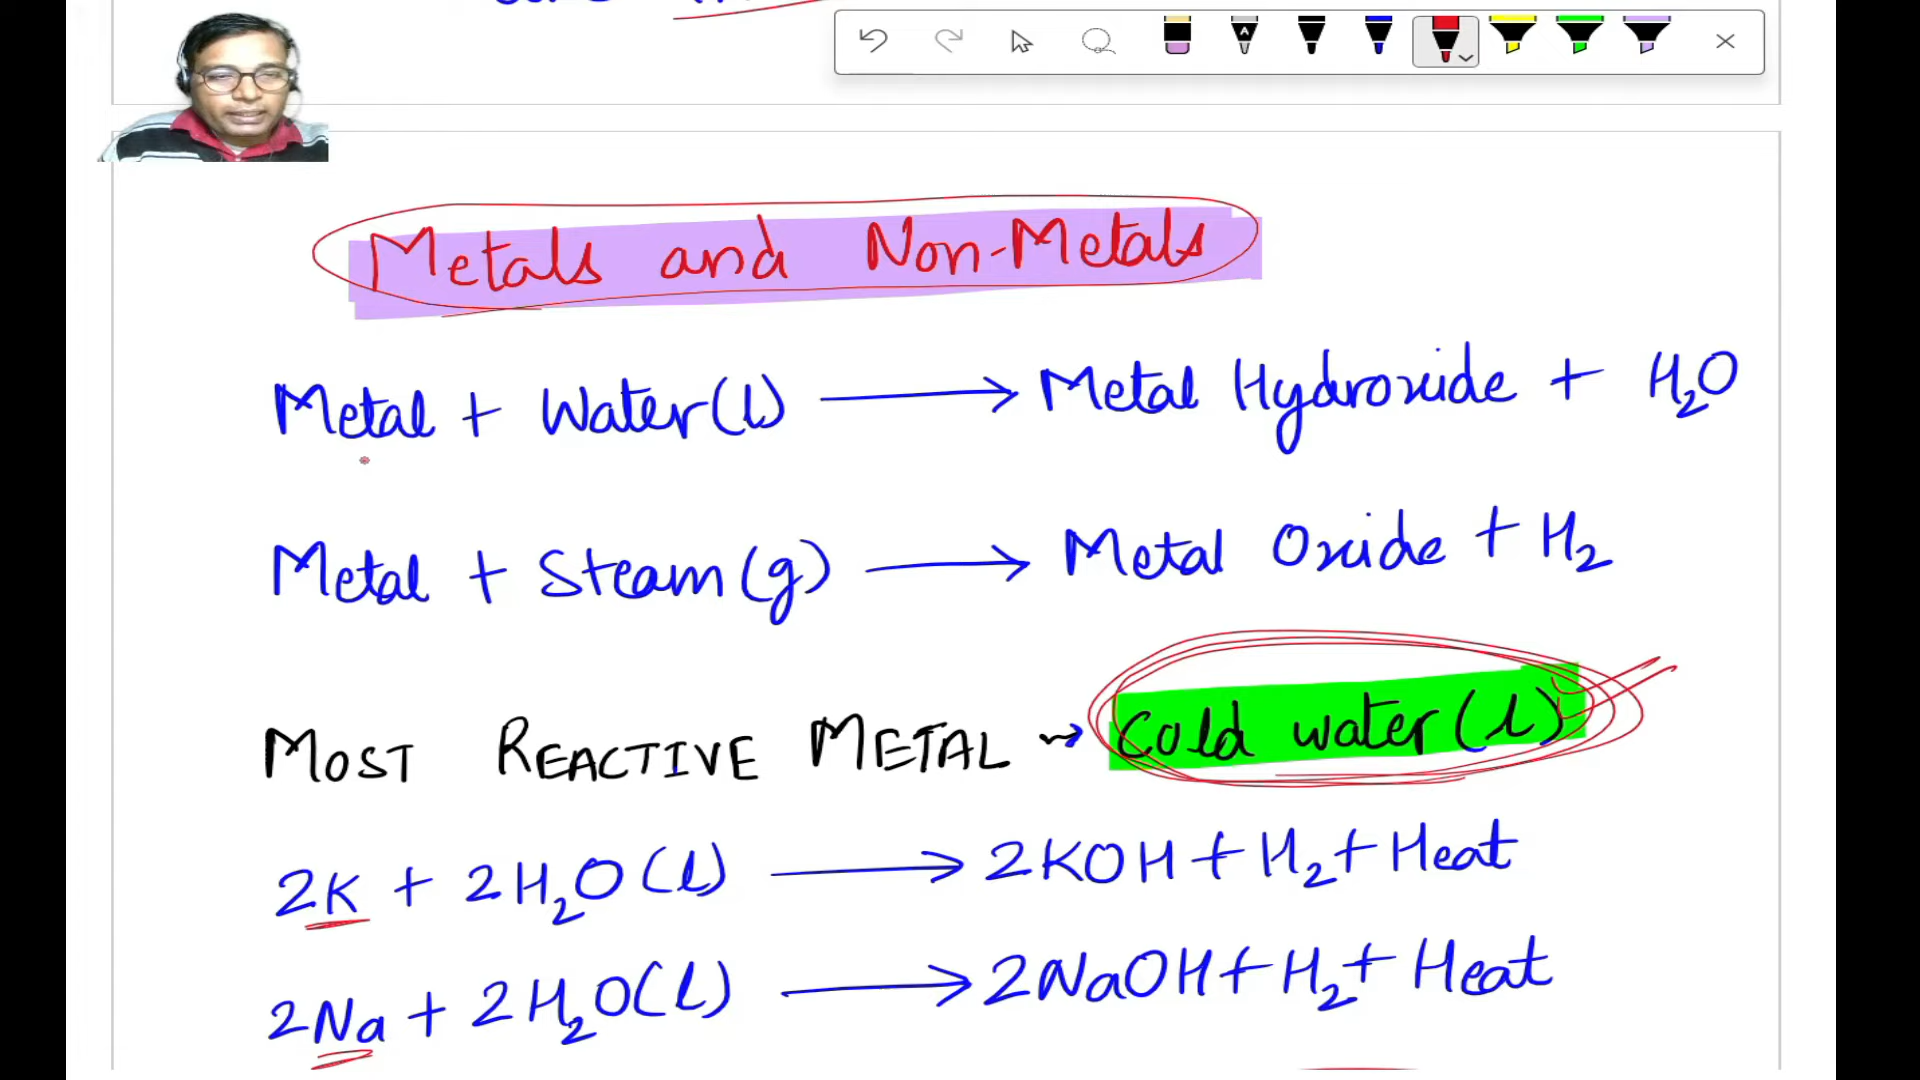 Metals and Non-Metals
Metal + Water(l) → Metal Hydroxide + H₂O
Metal + Steam(g) → Metal Oxide + H₂
MOST REACTIVE METAL → Cold water(l)
2K + 2H₂O(l) → 2KOH + H₂ + Heat
2Na + 2H₂O(l) → 2NaOH + H₂ + Heat